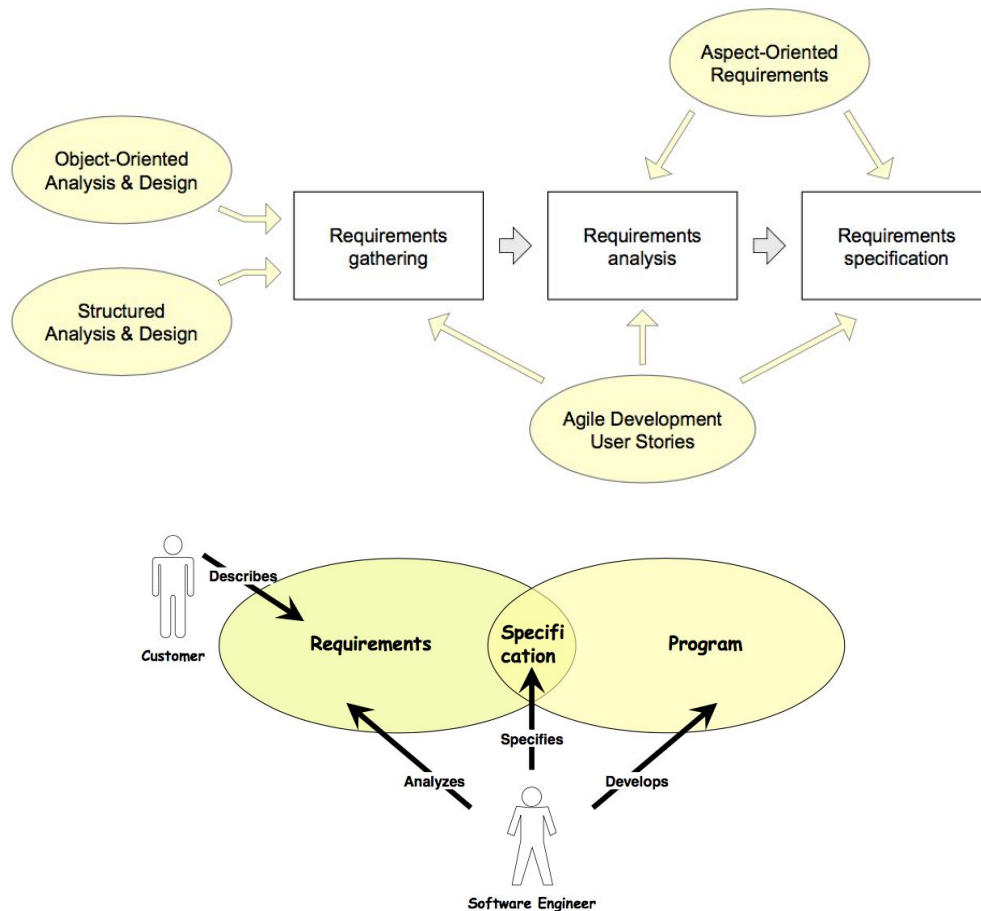 Aspect-Oriented
Requirements
Object-Oriented
Analysis & Design
Requirements
gathering
Requirements
analysis
Requirements
specification
Structured
Analysis & Design
Agile Development
User Stories
Describes
Customer
Requirements
Specifi
cation
Program
Specifies
Analyzes
Develops
Software Engineer